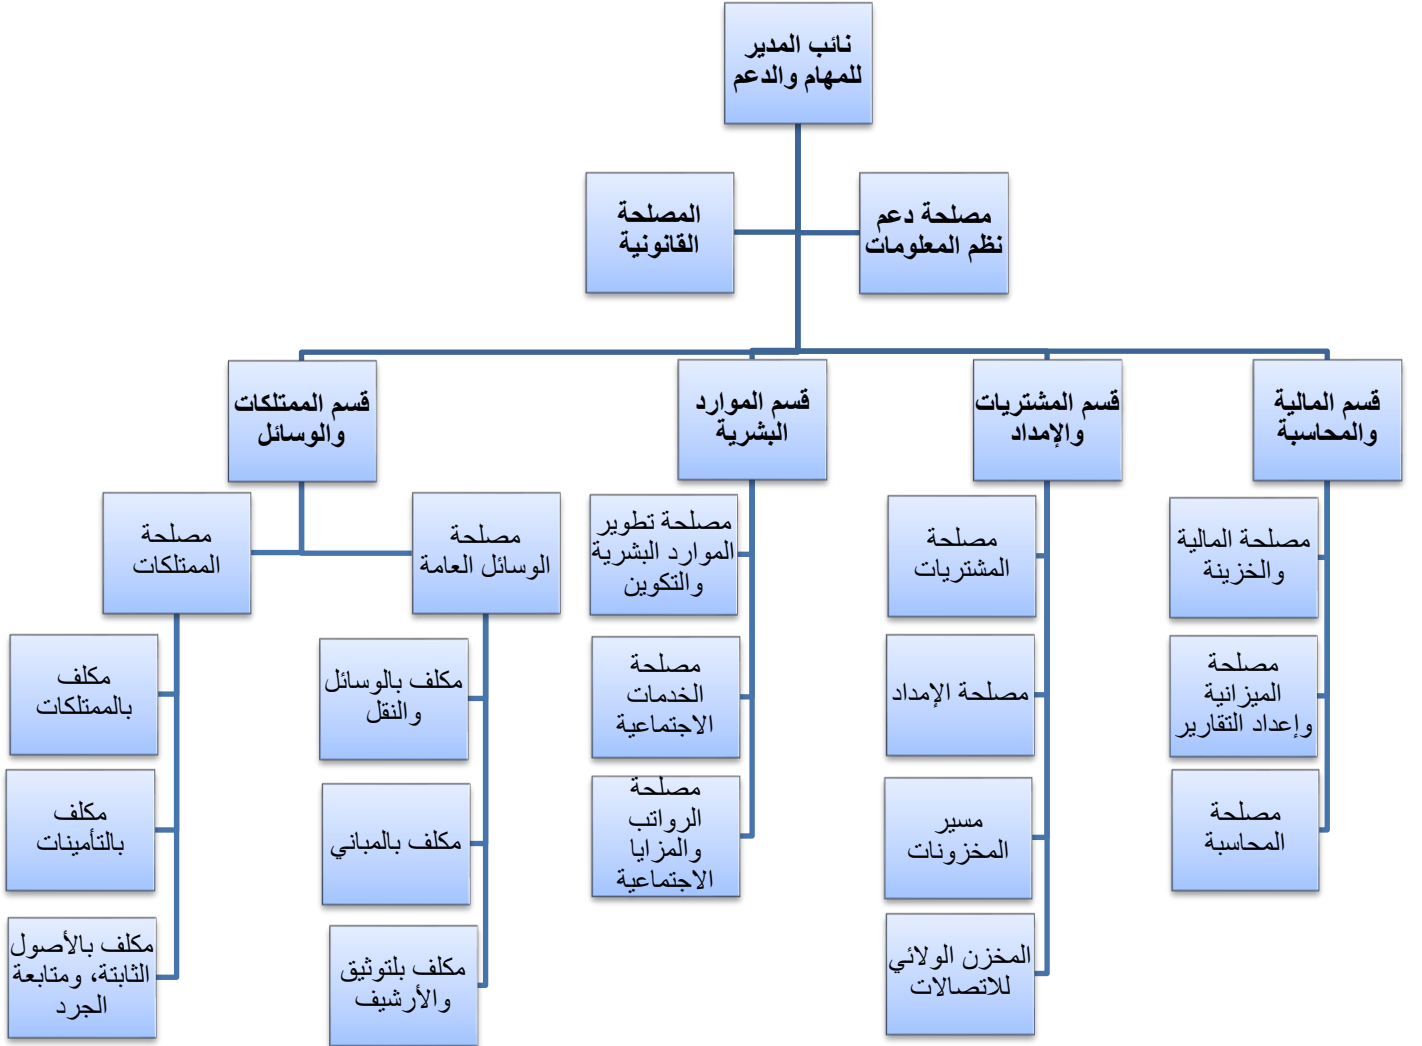 نائب المدير
للمهام والدعم
مصلحة دعم
نظم المعلومات
المصلحة
القانونية
قسم المالية
والمحاسبة
قسم المشتريات
والإمداد
قسم الموارد
البشرية
قسم الممتلكات
والوسائل
مصلحة المالية
والخزينة
مصلحة
الميزانية
وإعداد التقارير
مصلحة
المحاسبة
مصلحة
المشتريات
مصلحة الإمداد
مسير
المخزونات
المخزن الولائي
للاتصالات
مصلحة تطوير
الموارد البشرية
والتكوين
مصلحة
الخدمات
الاجتماعية
مصلحة
الرواتب
والمزايا
الاجتماعية
مصلحة
الوسائل العامة
مكلف بالوسائل
والنقل
مكلف بالمباني
مكلف بلتوثيق
والأرشيف
مصلحة
الممتلكات
مكلف
بالممتلكات
مكلف
بالتأمينات
مكلف بالأصول
الثابتة، ومتابعة
الجرد